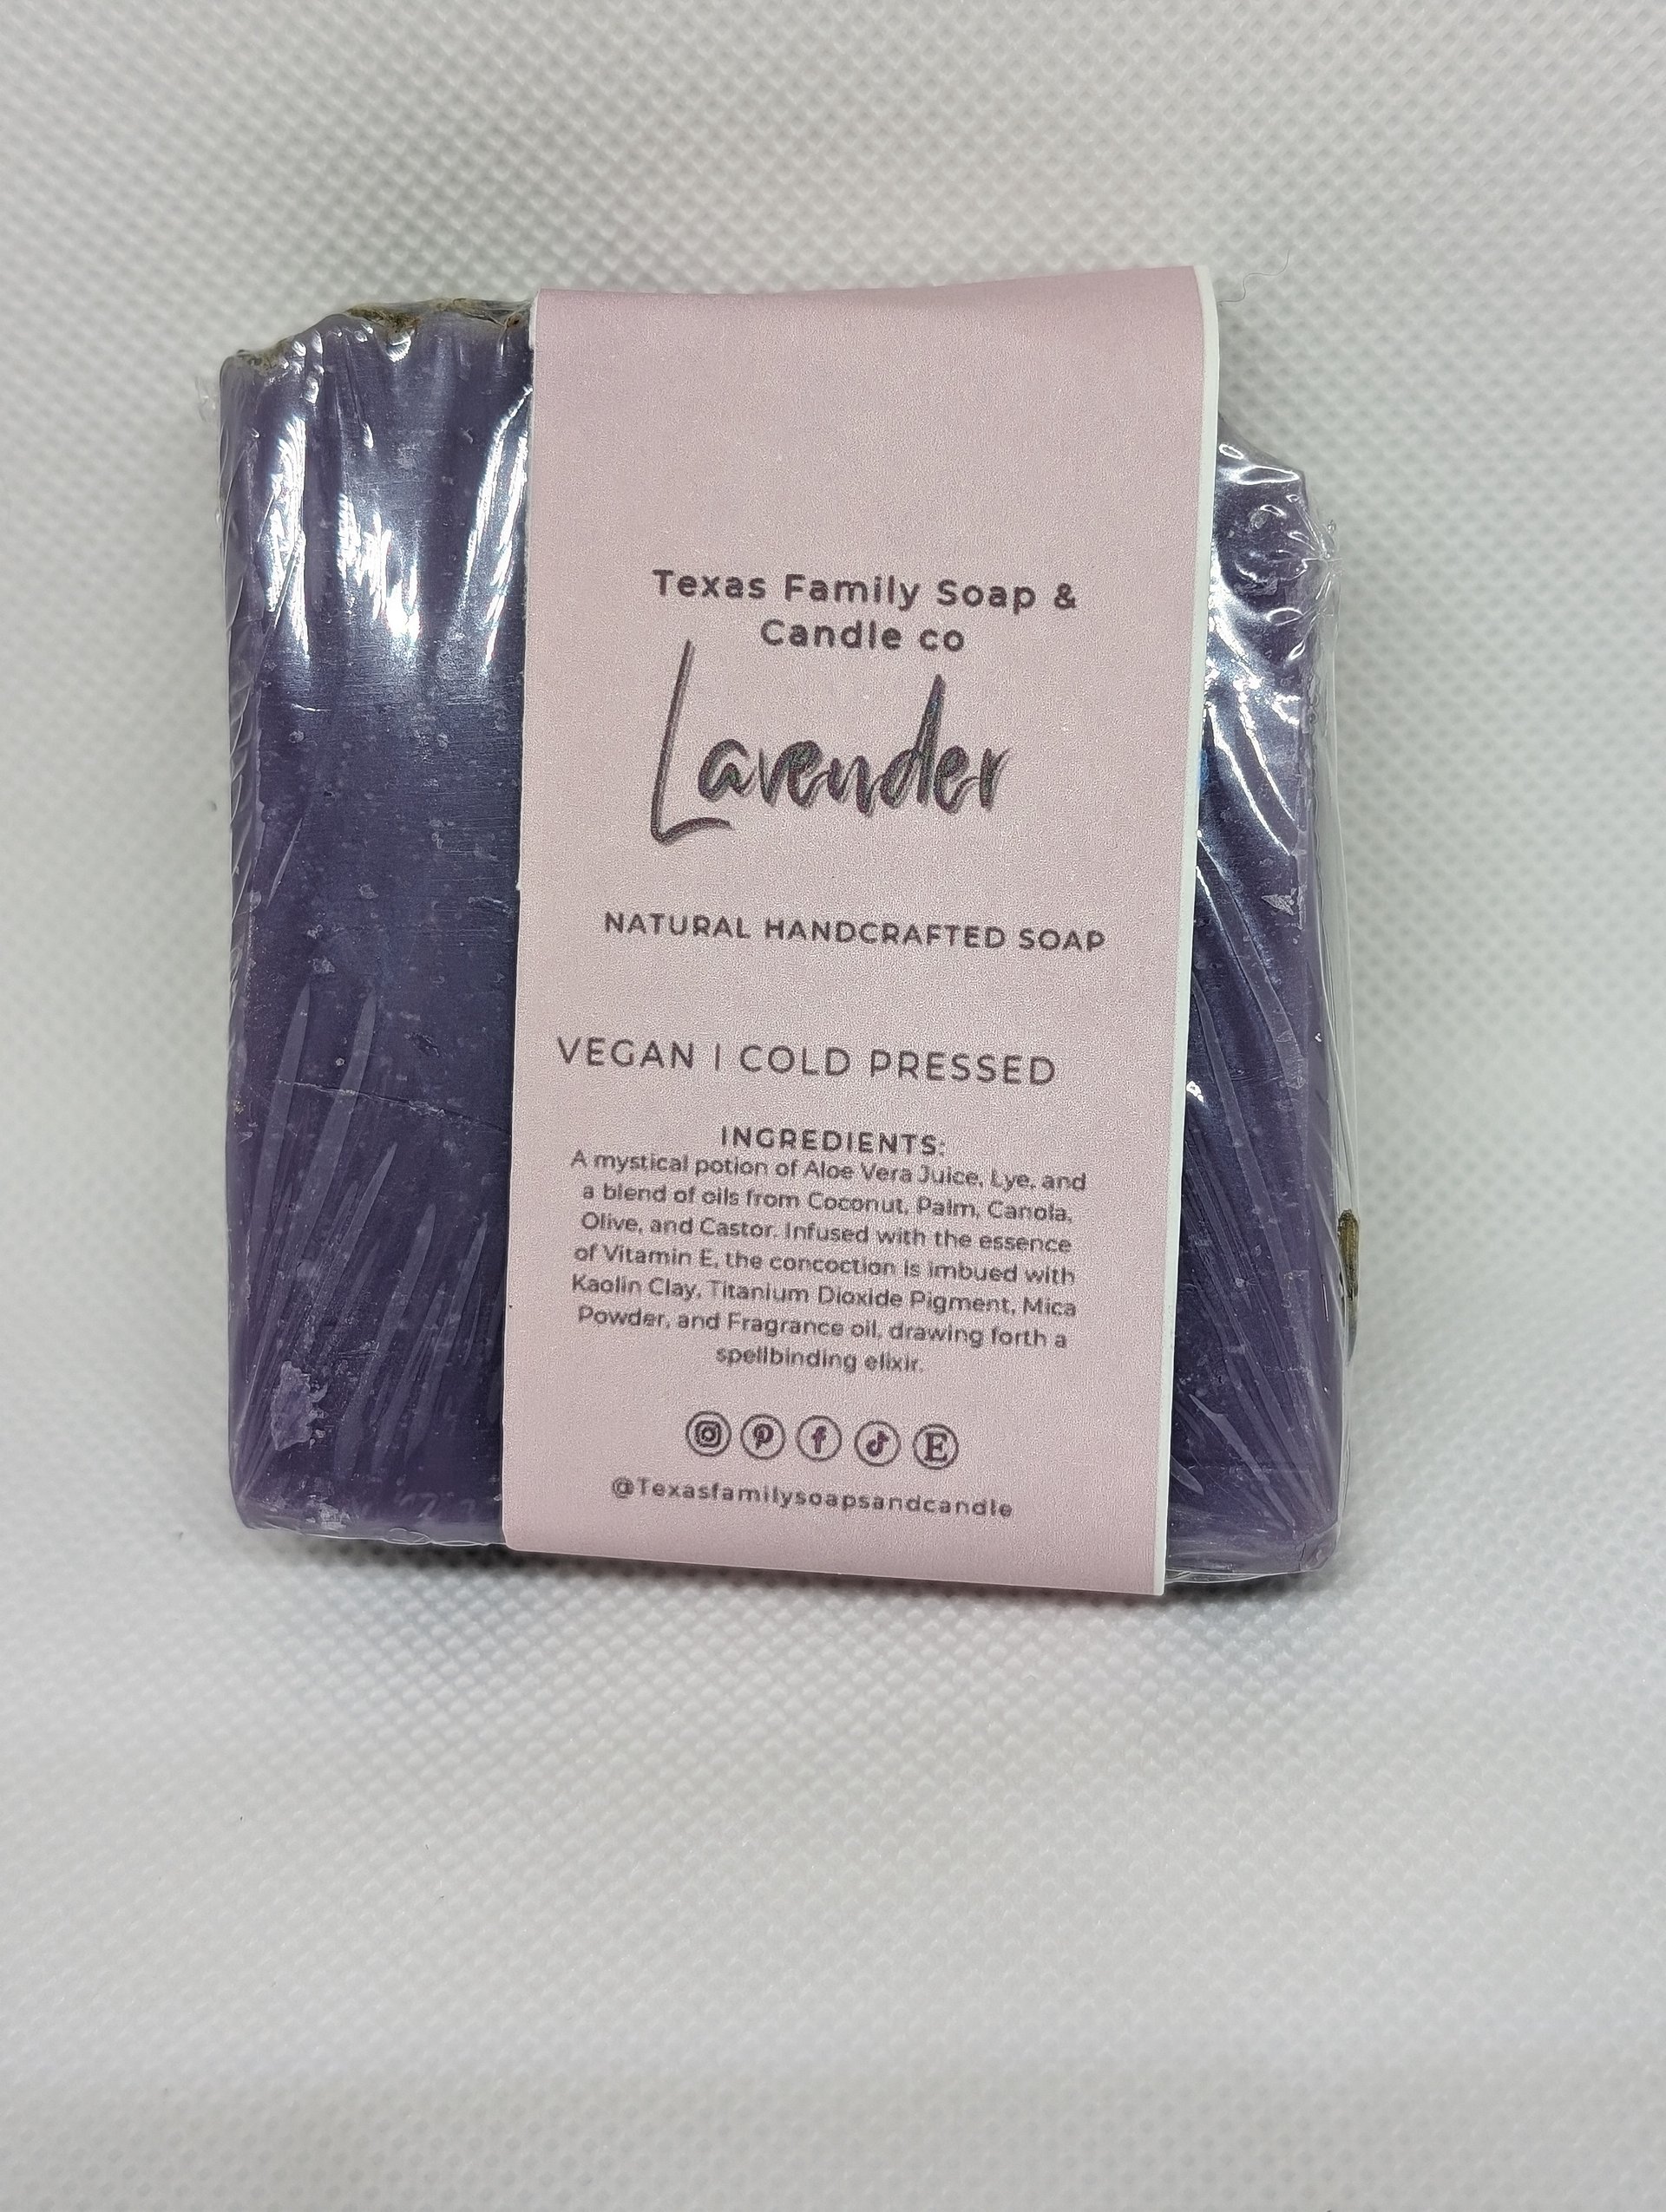 Texas Family Soap &
Candle co
Lavender
NATURAL HANDCRAFTED SOAP
VEGAN | COLD PRESSED
INGREDIENTS:
A mystical potion of Aloe Vera Juice, Lye, and
a blend of oils from Coconut, Palm, Canola,
Olive, and Castor. Infused with the essence
of Vitamin E, the concoction is imbued with
Kaolin Clay, Titanium Dioxide Pigment, Mica
Powder, and Fragrance oil, drawing forth a
spellbinding elixir.
E
@Texasfamilysoapsandcandle